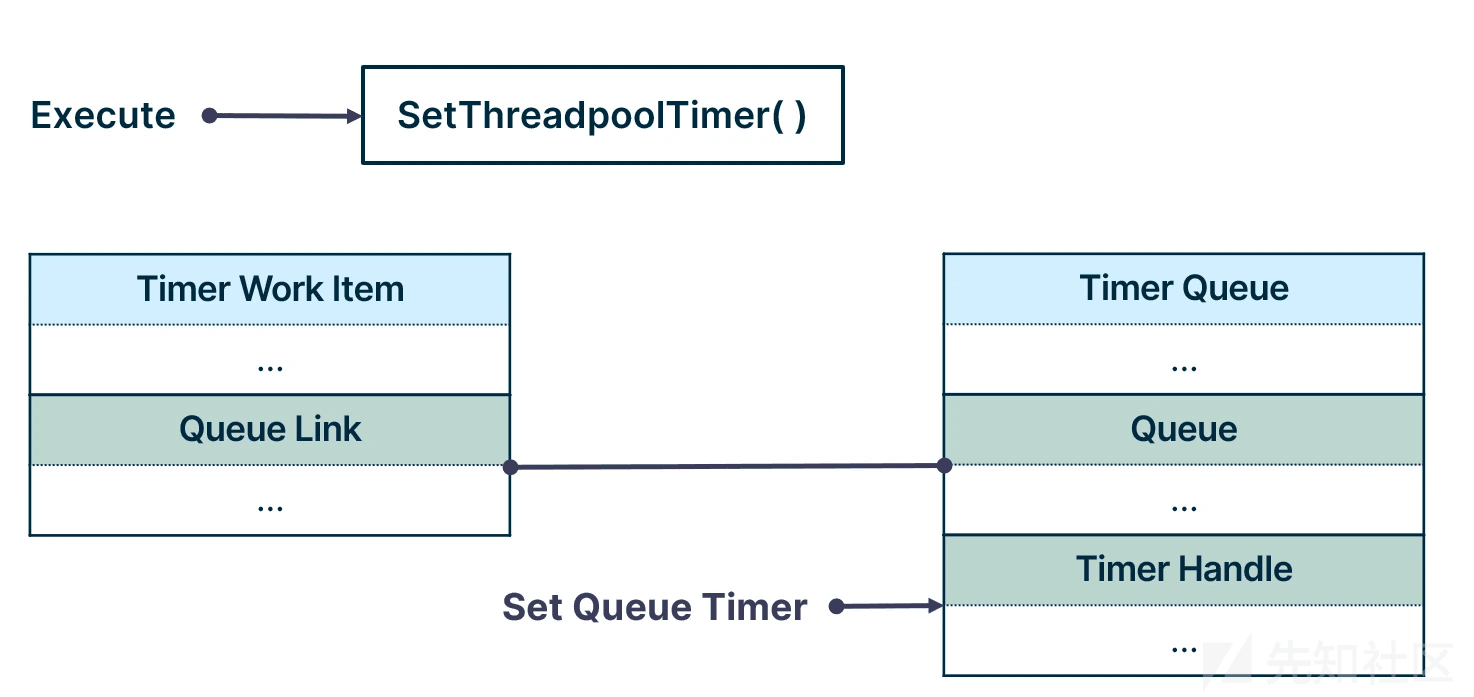 Execute
SetThreadpoolTimer( )
Timer Work Item
...
Queue Link
...
Timer Queue
...
Queue
...
Timer Handle
...
Set Queue Timer
先知社区